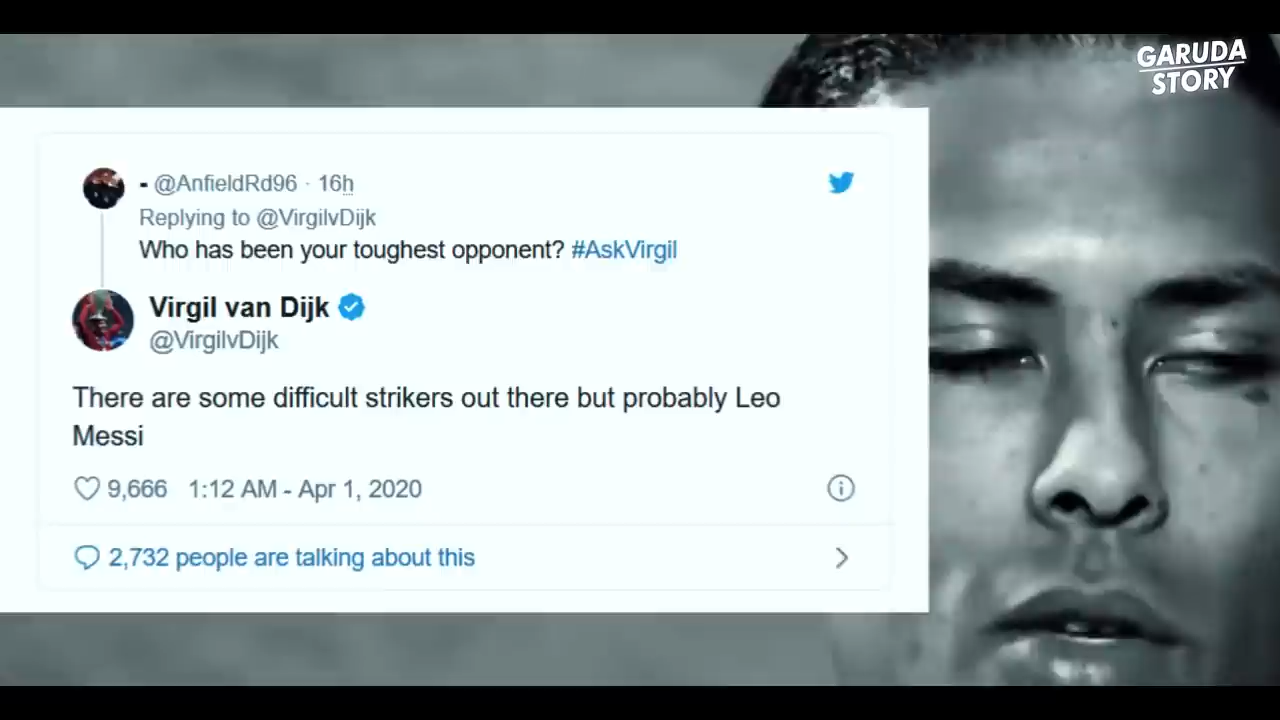 GARUDA
STORY
- @AnfieldRd96 · 16h
Replying to @VirgilvDijk
Who has been your toughest opponent? #AskVirgil
Virgil van Dijk
@VirgilvDijk
There are some difficult strikers out there but probably Leo
Messi
9,666 1:12 AM - Apr 1, 2020
2,732 people are talking about this